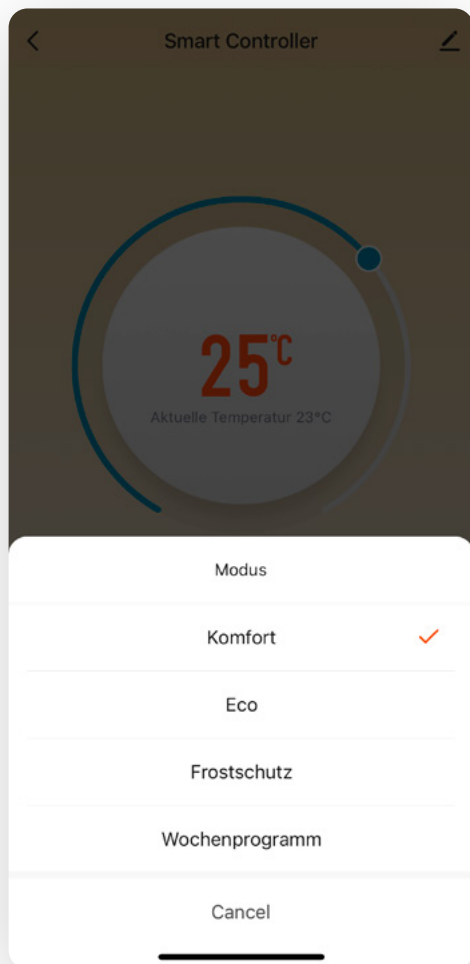 Smart Controller
25°C
Aktuelle Temperatur 23°C
Modus
Komfort
Eco
Frostschutz
Wochenprogramm
Cancel